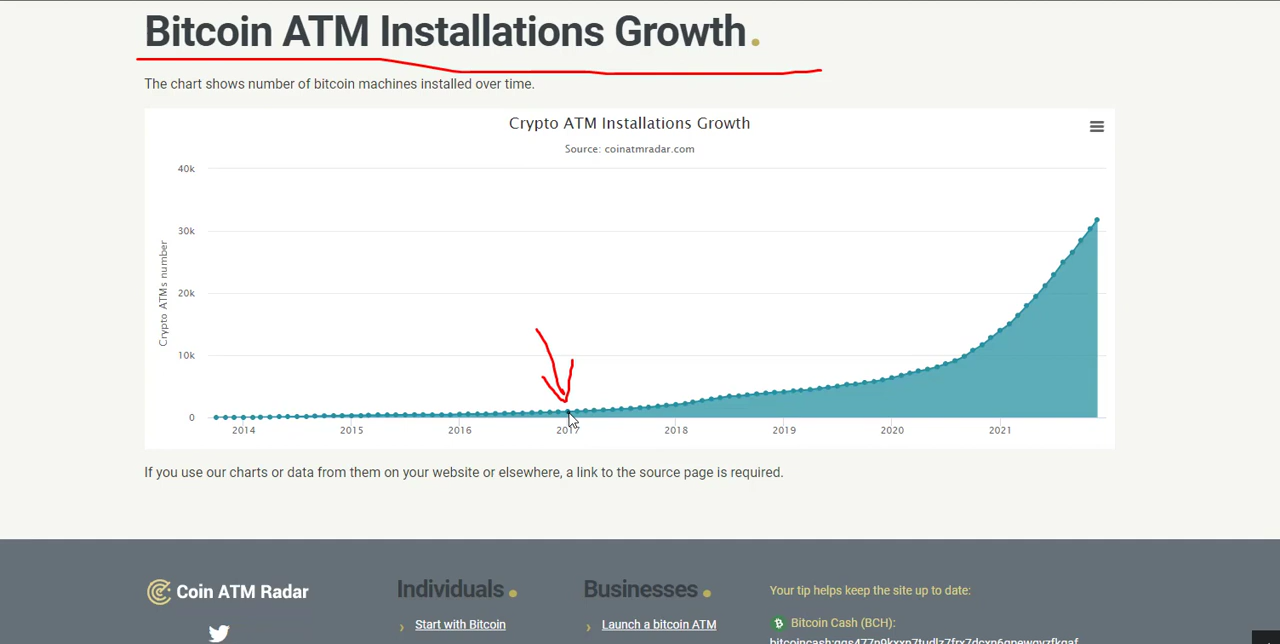 Bitcoin ATM Installations Growth.
The chart shows number of bitcoin machines installed over time.
Crypto ATM Installations Growth
Source: coinatmradar.com
Crypto ATMs number
40k
30k
20k
10k
0
2014 2015 2016 2017 2018 2019 2020 2021
If you use our charts or data from them on your website or elsewhere, a link to the source page is required.
Coin ATM Radar
Individuals.
› Start with Bitcoin
Businesses.
› Launch a bitcoin ATM
Your tip helps keep the site up to date:
Bitcoin Cash (BCH):